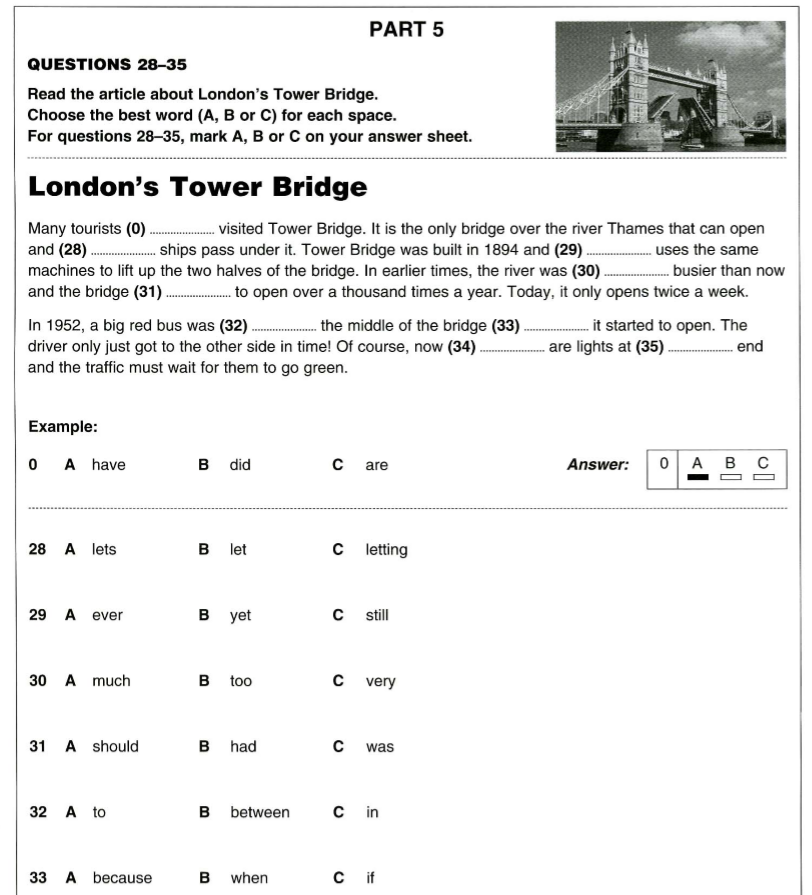 PART 5
QUESTIONS 28–35
Read the article about London's Tower Bridge.
Choose the best word (A, B or C) for each space.
For questions 28–35, mark A, B or C on your answer sheet.
London's Tower Bridge
Many tourists (0) ...................... visited Tower Bridge. It is the only bridge over the river Thames that can open
and (28) ...................... ships pass under it. Tower Bridge was built in 1894 and (29) ...................... uses the same
machines to lift up the two halves of the bridge. In earlier times, the river was (30) ...................... busier than now
and the bridge (31) ...................... to open over a thousand times a year. Today, it only opens twice a week.
In 1952, a big red bus was (32) ...................... the middle of the bridge (33) ...................... it started to open. The
driver only just got to the other side in time! Of course, now (34) ...................... are lights at (35) ...................... end
and the traffic must wait for them to go green.
Example:
0 A have B did C are Answer: 0 A B C
28 A lets B let C letting
29 A ever B yet C still
30 A much B too C very
31 A should B had C was
32 A to B between C in
33 A because B when C if